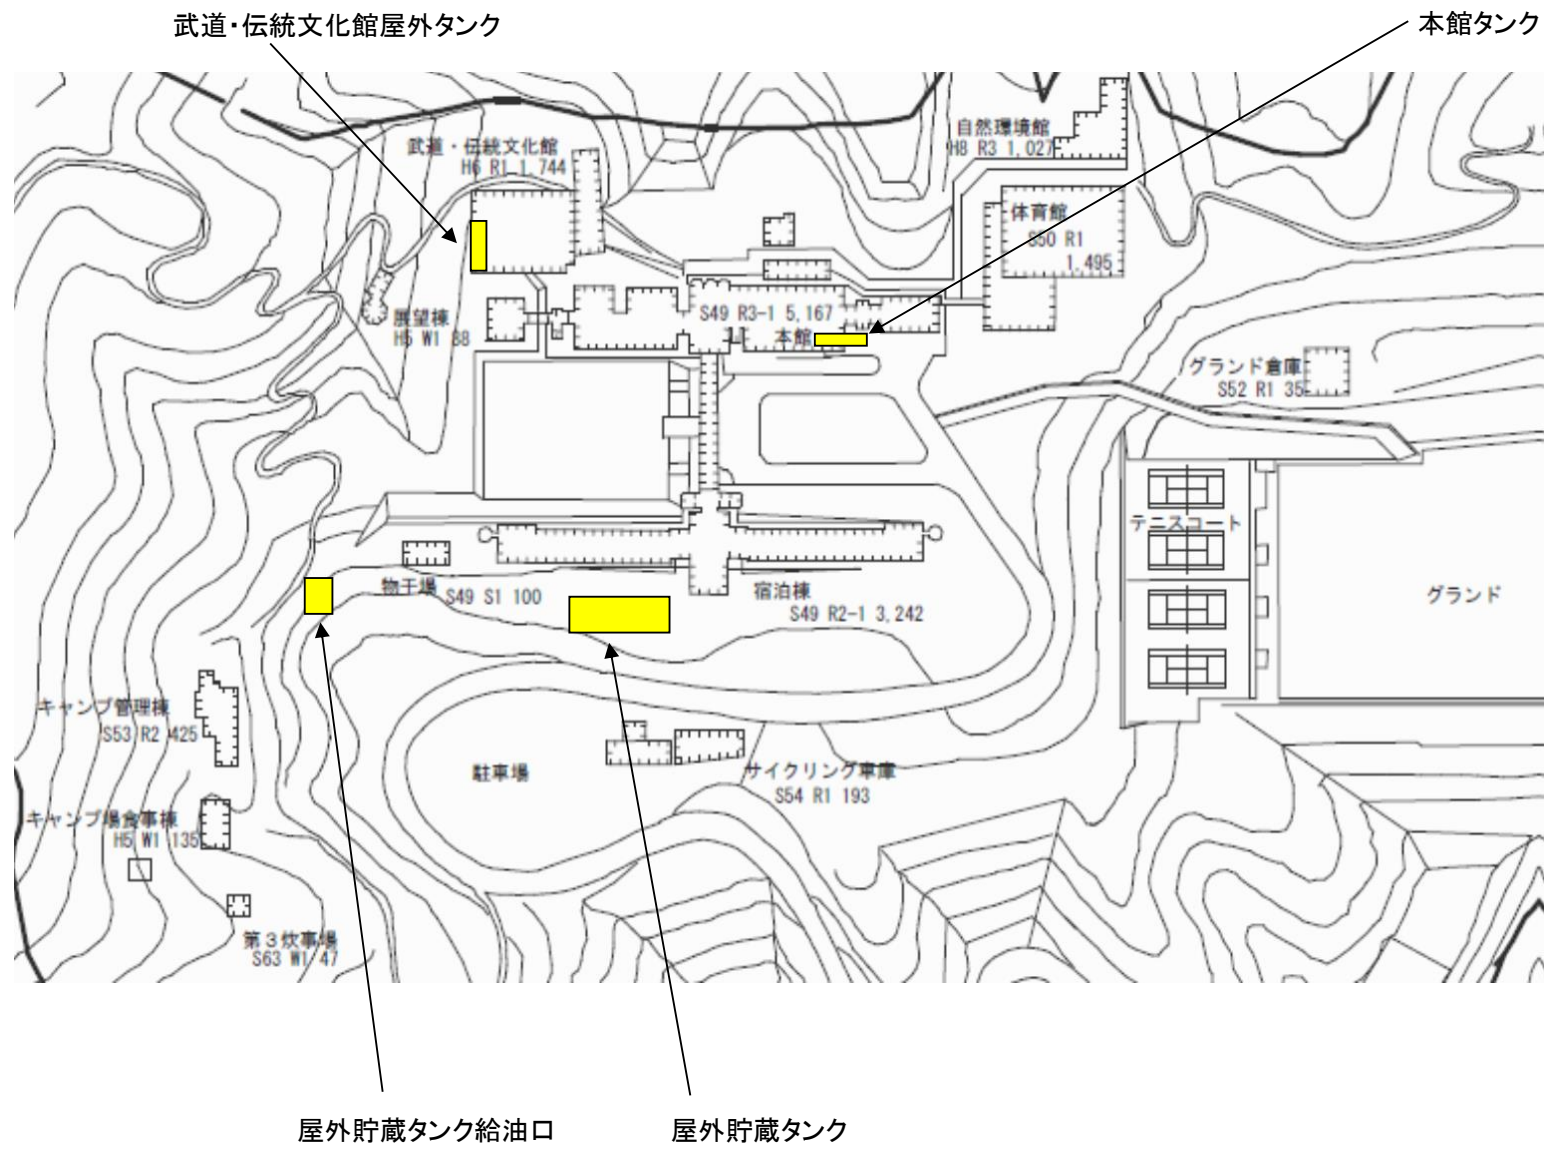 武道・伝統文化館屋外タンク
本館タンク
自然環境館
H8 R3 1,027
武道・伝統文化館
H6 R1 1,744
体育館
S50 R1
1,495
展望棟
H5 W1 38
S49 R3-1 5,167
本館
グランド倉庫
S52 R1 35
テニスコート
物干場 S49 S1 100
宿泊棟
S49 R2-1 3,242
グランド
キャンプ管理棟
S53 R2 425
駐車場
サイクリング車庫
S54 R1 193
キャンプ場食事棟
H5 W1 135
第3炊事場
S63 W1 47
屋外貯蔵タンク給油口
屋外貯蔵タンク